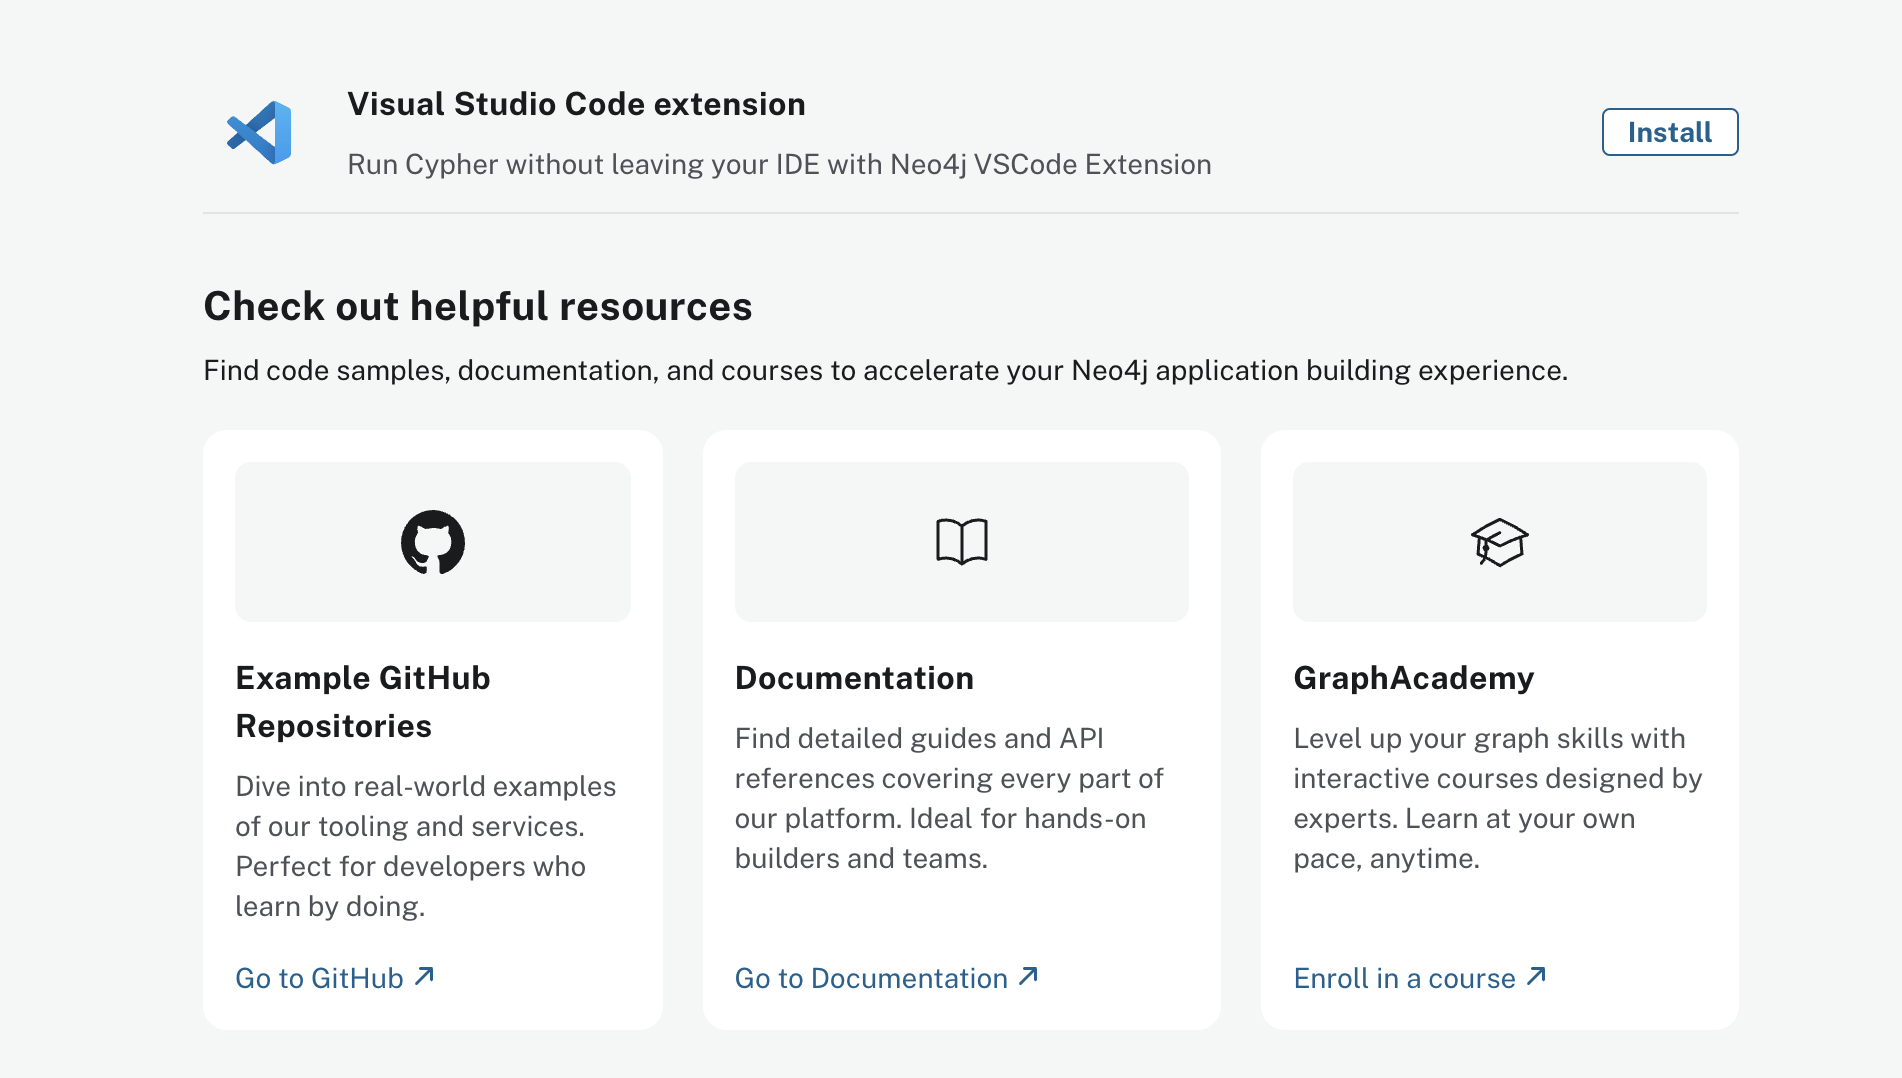 Visual Studio Code extension
Run Cypher without leaving your IDE with Neo4j VSCode Extension
Install
Check out helpful resources
Find code samples, documentation, and courses to accelerate your Neo4j application building experience.
Example GitHub
Repositories
Dive into real-world examples
of our tooling and services.
Perfect for developers who
learn by doing.
Go to GitHub
Documentation
Find detailed guides and API
references covering every part of
our platform. Ideal for hands-on
builders and teams.
Go to Documentation
GraphAcademy
Level up your graph skills with
interactive courses designed by
experts. Learn at your own
pace, anytime.
Enroll in a course